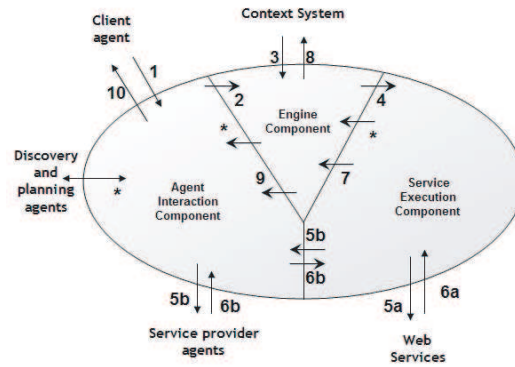 Context System
Client
agent
1
10
3
8
2
4
Engine
Component
*
*
Discovery
and
planning
agents
*
9
7
Agent
Interaction
Component
Service
Execution
Component
5b
6b
5b
6b
5a
6a
Service provider
agents
Web
Services